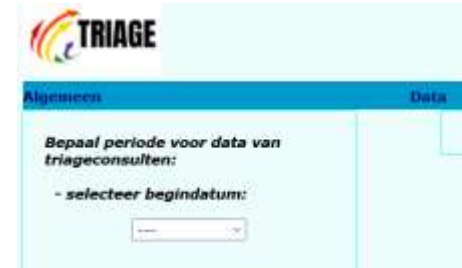 TRIAGE
Algemeen Data
Bepaal periode voor data van
triageconsulten:
- selecteer begindatum:
----